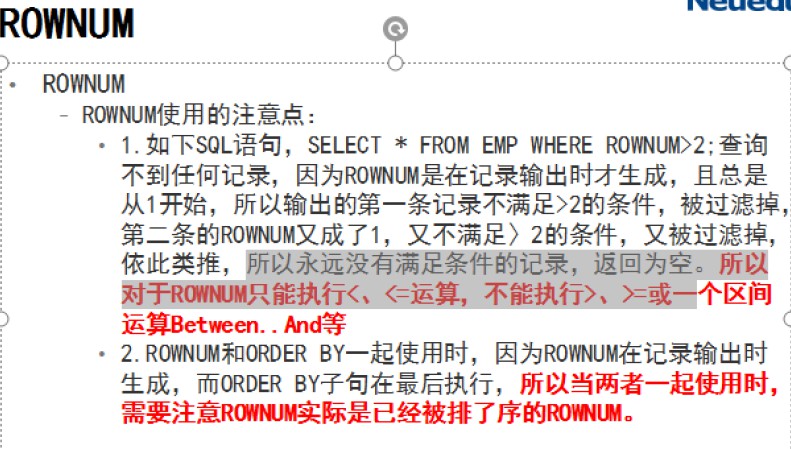 Neuedu
ROWNUM
• ROWNUM
– ROWNUM使用的注意点：
• 1.如下SQL语句，SELECT * FROM EMP WHERE ROWNUM>2;查询
不到任何记录，因为ROWNUM是在记录输出时才生成，且总是
从1开始，所以输出的第一条记录不满足>2的条件，被过滤掉，
第二条的ROWNUM又成了1，又不满足〉2的条件，又被过滤掉，
依此类推，所以永远没有满足条件的记录，返回为空。所以
对于ROWNUM只能执行<、<=运算，不能执行>、>=或一个区间
运算Between..And等
• 2.ROWNUM和ORDER BY一起使用时，因为ROWNUM在记录输出时
生成，而ORDER BY子句在最后执行，所以当两者一起使用时，
需要注意ROWNUM实际是已经被排了序的ROWNUM。